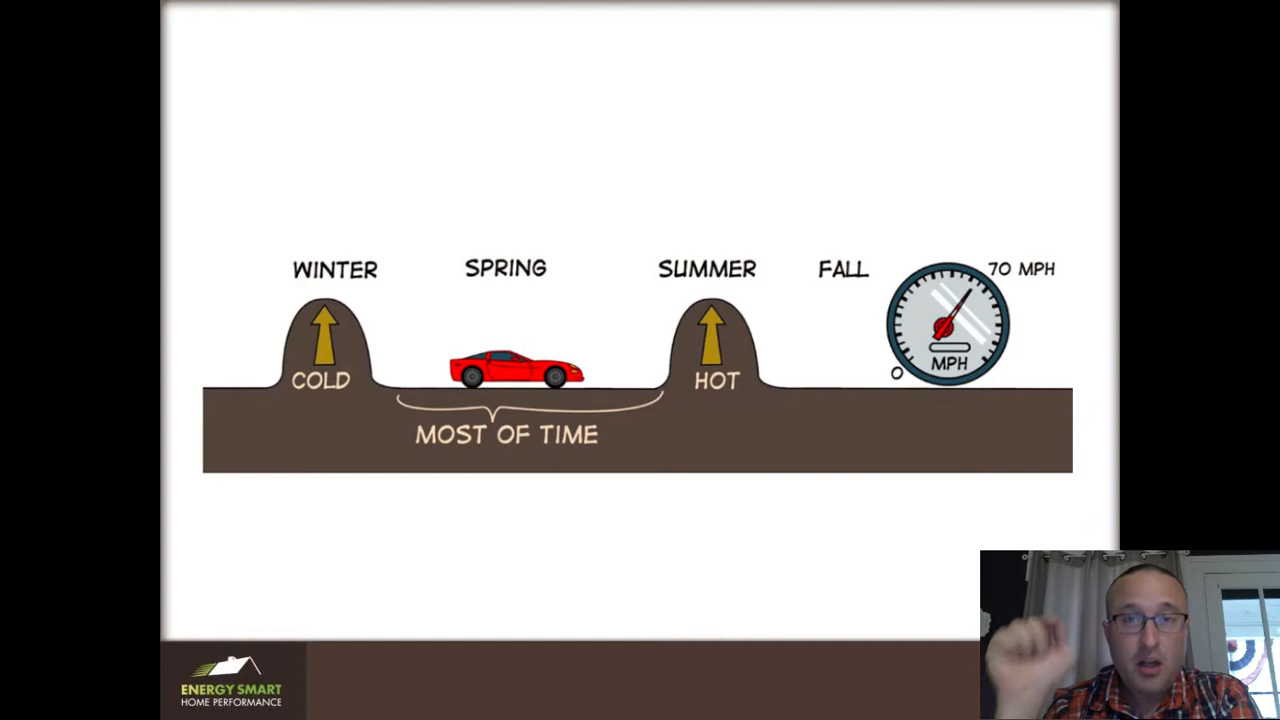 WINTER
SPRING
SUMMER
FALL
70 MPH
COLD
HOT
0
MPH
MOST OF TIME
ENERGY SMART
HOME PERFORMANCE